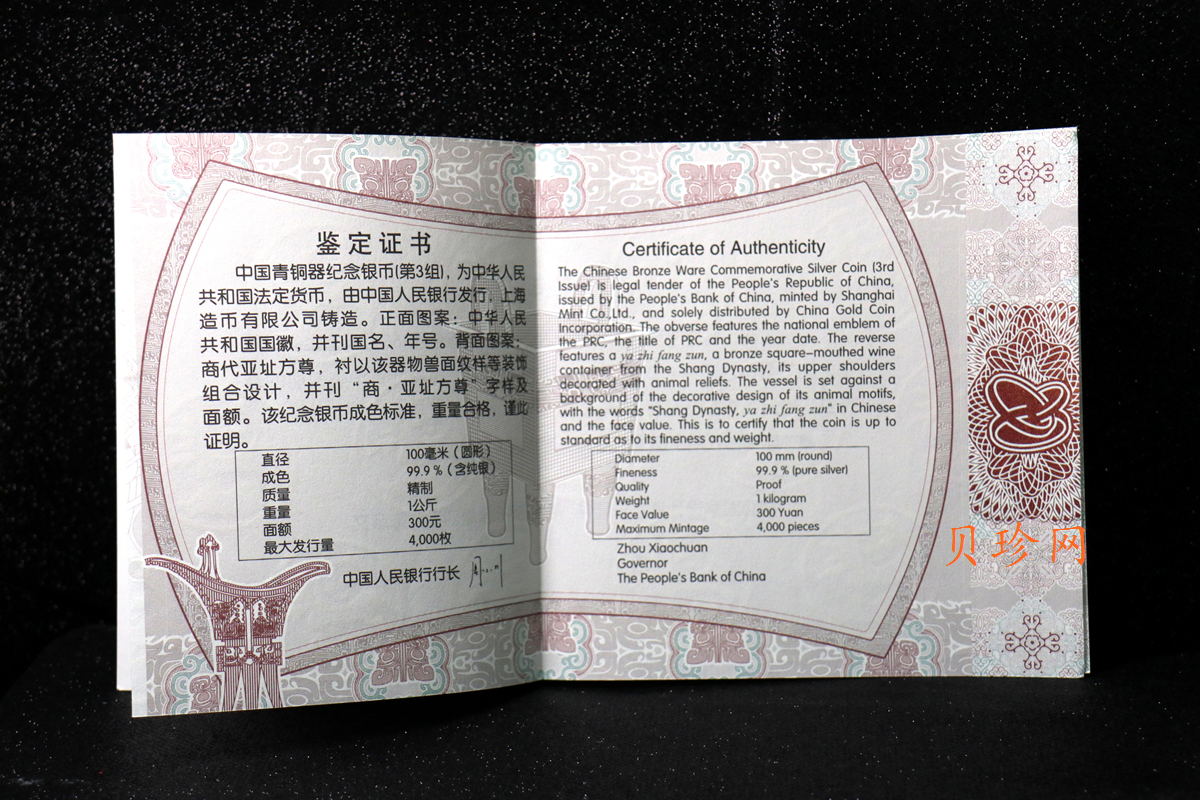 鉴定证书
中国青铜器纪念银币(第3组)，为中华人民
共和国法定货币，由中国人民银行发行，上海
造币有限公司铸造。正面图案：中华人民
共和国国徽，并刊国名、年号。背面图案：
商代亚址方尊，衬以该器物兽面纹样等装饰
组合设计，并刊“商·亚址方尊”字样及
面额。该纪念银币成色标准，重量合格，谨此
证明。
直径 100毫米（圆形）
成色 99.9％（含纯银）
质量 精制
重量 1公斤
面额 300元
最大发行量 4,000枚
中国人民银行行长
Certificate of Authenticity
The Chinese Bronze Ware Commemorative Silver Coin (3rd
Issue) is legal tender of the People's Republic of China,
issued by the People's Bank of China, minted by Shanghai
Mint Co.,Ltd., and solely distributed by China Gold Coin
Incorporation. The obverse features the national emblem of
the PRC, the title of PRC and the year date. The reverse
features a ya zhi fang zun, a bronze square-mouthed wine
container from the Shang Dynasty, its upper shoulders
decorated with animal reliefs. The vessel is set against a
background of the decorative design of its animal motifs,
with the words "Shang Dynasty, ya zhi fang zun" in Chinese
and the face value. This is to certify that the coin is up to
standard as to its fineness and weight.
Diameter 100 mm (round)
Fineness 99.9 % (pure silver)
Quality Proof
Weight 1 kilogram
Face Value 300 Yuan
Maximum Mintage 4,000 pieces
Zhou Xiaochuan
Governor
The People's Bank of China
贝珍网